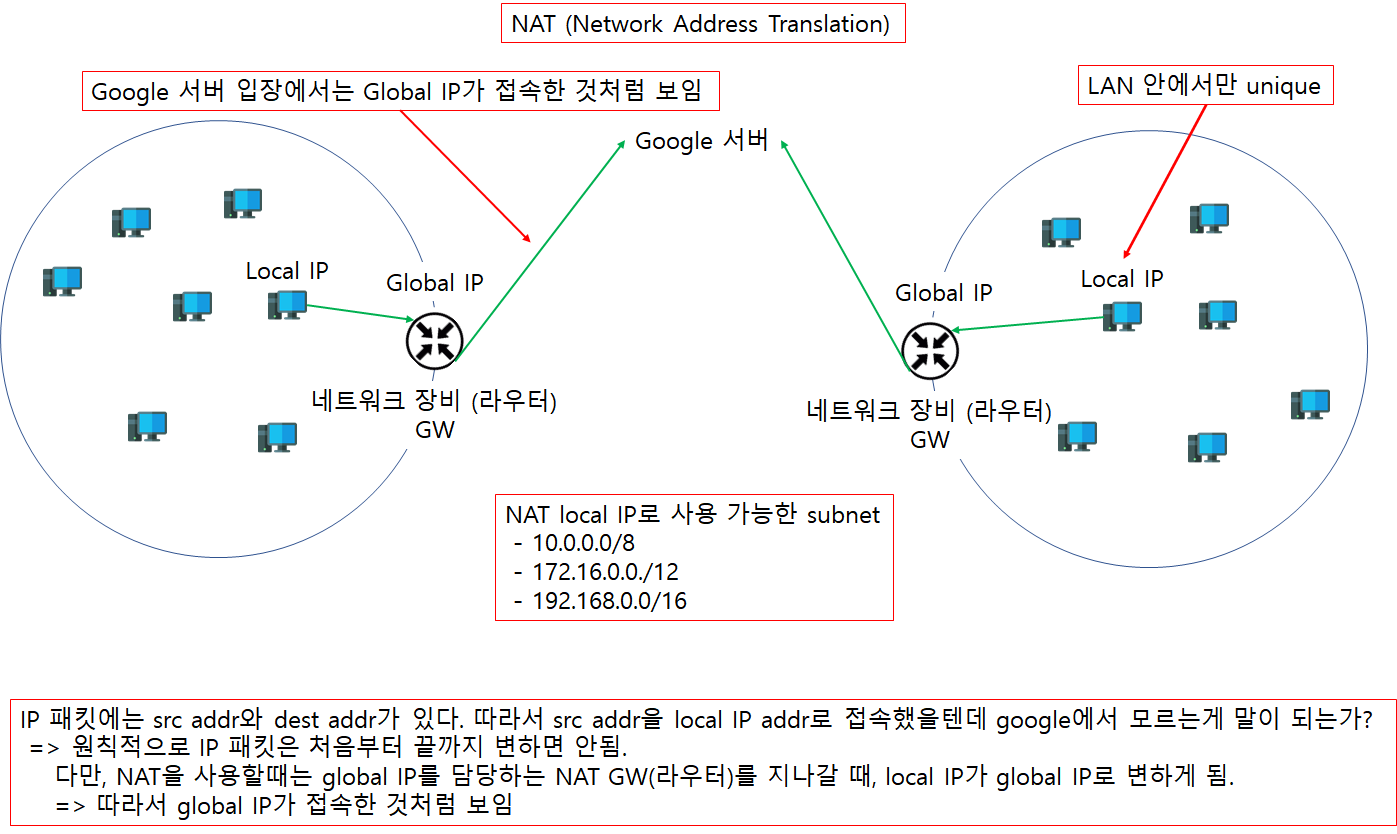 NAT (Network Address Translation)
Google 서버 입장에서는 Global IP가 접속한 것처럼 보임
LAN 안에서만 unique
Google 서버
Local IP
Global IP
네트워크 장비 (라우터)
GW
Local IP
Global IP
네트워크 장비 (라우터)
GW
NAT local IP로 사용 가능한 subnet
- 10.0.0.0/8
- 172.16.0.0./12
- 192.168.0.0/16
IP 패킷에는 src addr와 dest addr가 있다. 따라서 src addr을 local IP addr로 접속했을텐데 google에서 모르는게 말이 되는가?
=> 원칙적으로 IP 패킷은 처음부터 끝까지 변하면 안됨.
다만, NAT을 사용할때는 global IP를 담당하는 NAT GW(라우터)를 지나갈 때, local IP가 global IP로 변하게 됨.
=> 따라서 global IP가 접속한 것처럼 보임